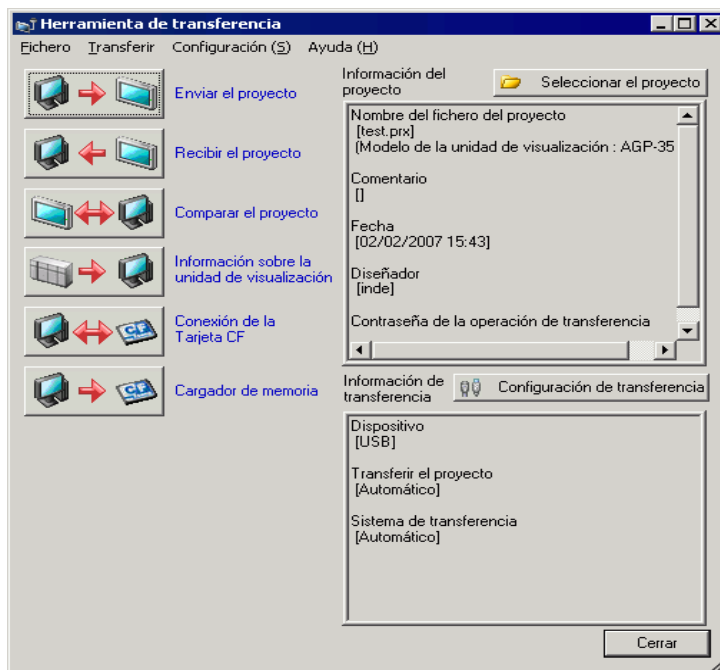 Herramienta de transferencia
Fichero Transferir Configuración (S) Ayuda (H)
Enviar el proyecto
Recibir el proyecto
Comparar el proyecto
Información sobre la
unidad de visualización
Conexión de la
Tarjeta CF
Cargador de memoria
Información del
proyecto
Seleccionar el proyecto
Nombre del fichero del proyecto
[test.prx]
(Modelo de la unidad de visualización : AGP-35
Comentario
[]
Fecha
[02/02/2007 15:43]
Diseñador
[inde]
Contraseña de la operación de transferencia
Información de
transferencia
Configuración de transferencia
Dispositivo
[USB]
Transferir el proyecto
[Automático]
Sistema de transferencia
[Automático]
Cerrar